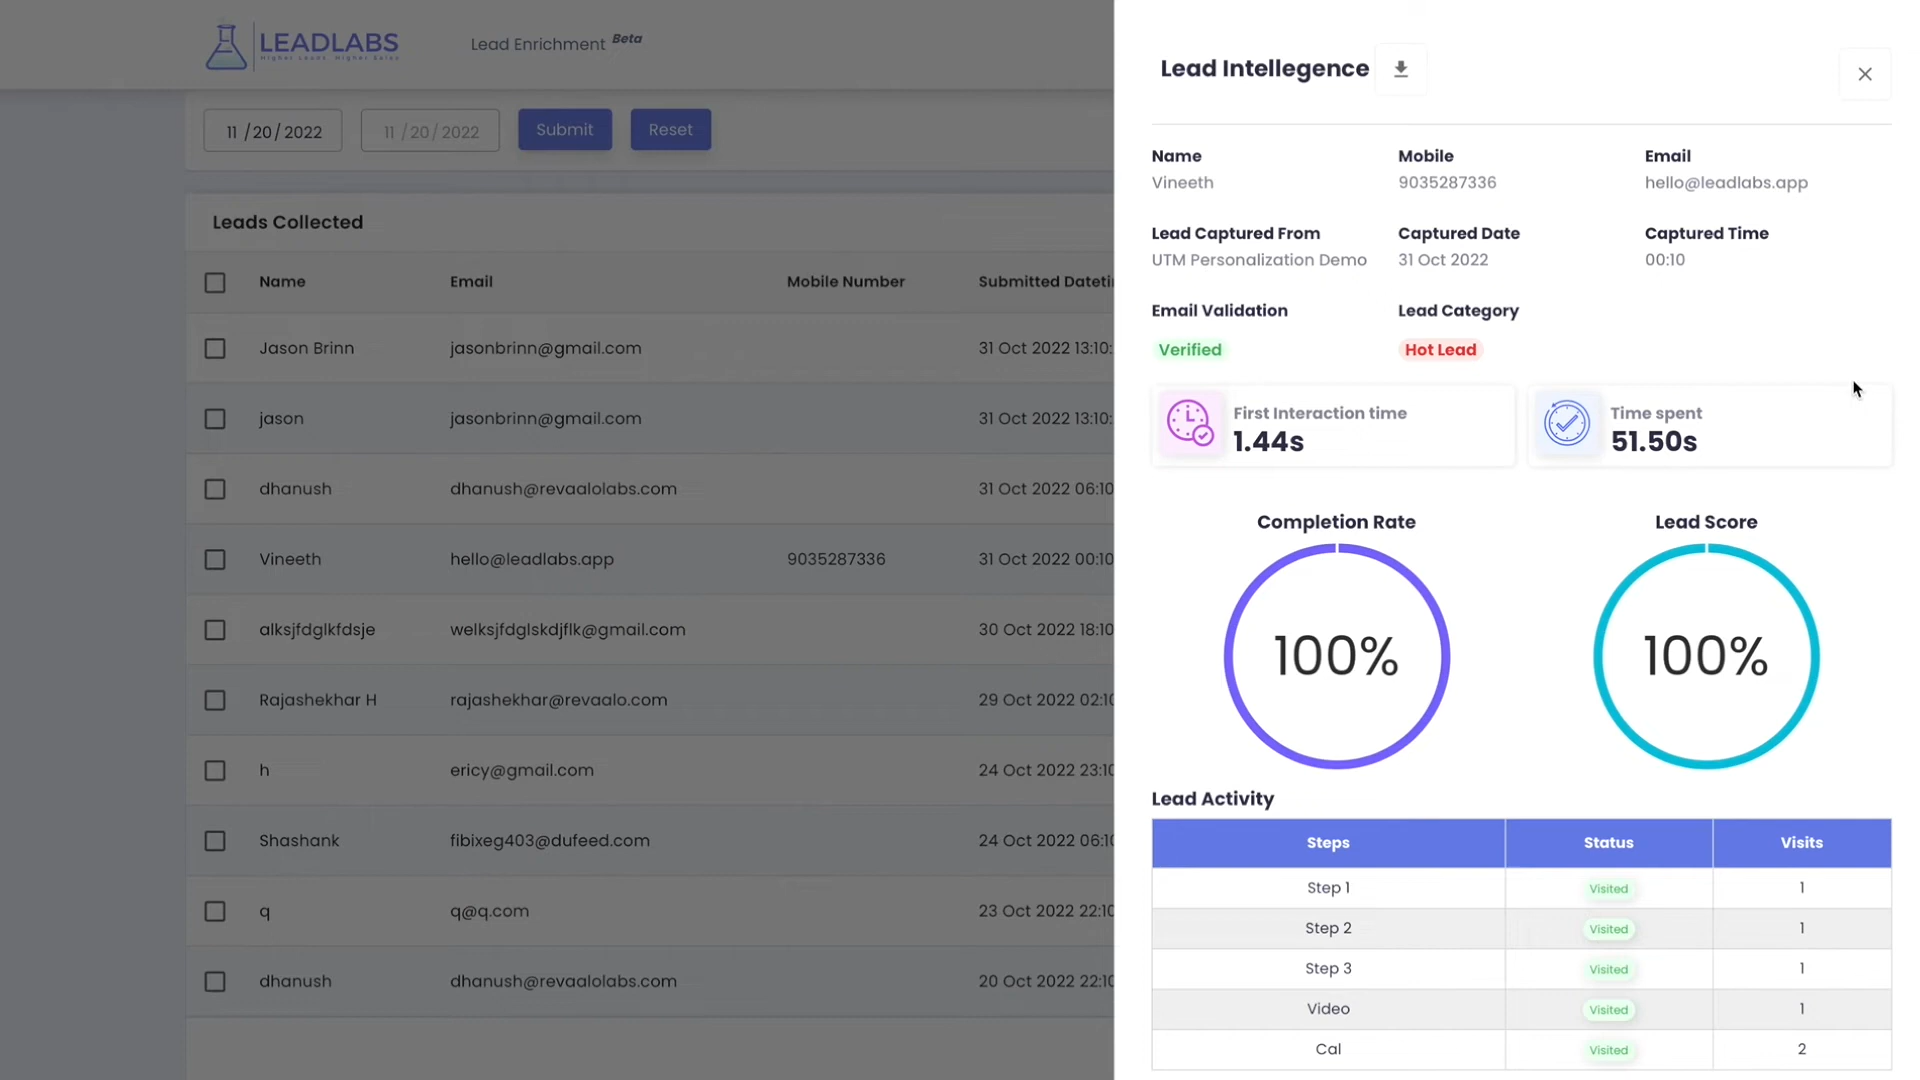 LEADLABS
Higher Leads. Higher Sales
Lead Enrichment Beta
11 / 20 / 2022
11 / 20 / 2022
Submit
Reset
Leads Collected
Name Email Mobile Number Submitted Dateti
Jason Brinn jasonbrinn@gmail.com 31 Oct 2022 13:10:
jason jasonbrinn@gmail.com 31 Oct 2022 13:10:
dhanush dhanush@revaalolabs.com 31 Oct 2022 06:10
Vineeth hello@leadlabs.app 9035287336 31 Oct 2022 00:10
alksjfdglkfdsje welksjfdglskdjflk@gmail.com 30 Oct 2022 18:10
Rajashekhar H rajashekhar@revaalo.com 29 Oct 2022 02:10
h ericy@gmail.com 24 Oct 2022 23:10
Shashank fibixeg403@dufeed.com 24 Oct 2022 06:10
q q@q.com 23 Oct 2022 22:10
dhanush dhanush@revaalolabs.com 20 Oct 2022 22:10
Lead Intellegence
Name Mobile Email
Vineeth 9035287336 hello@leadlabs.app
Lead Captured From Captured Date Captured Time
UTM Personalization Demo 31 Oct 2022 00:10
Email Validation Lead Category
Verified Hot Lead
First Interaction time Time spent
1.44s 51.50s
Completion Rate Lead Score
100% 100%
Lead Activity
Steps Status Visits
Step 1 Visited 1
Step 2 Visited 1
Step 3 Visited 1
Video Visited 1
Cal Visited 2